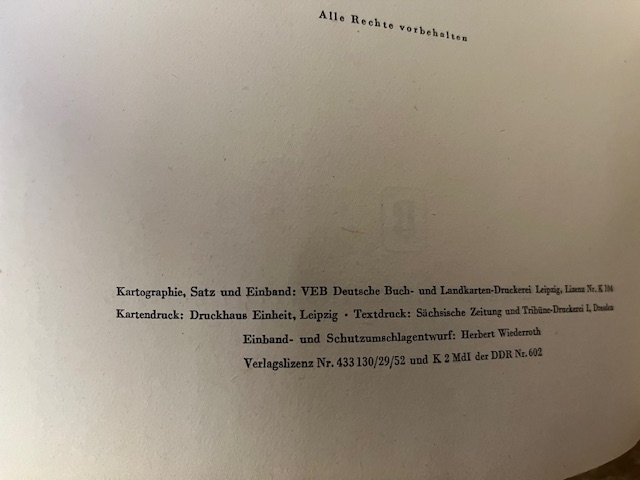 Alle Rechte vorbehalten
Kartographie, Satz und Einband: VEB Deutsche Buch- und Landkarten-Druckerei Leipzig, Lizenz Nr. K 104
Kartendruck: Druckhaus Einheit, Leipzig · Textdruck: Sächsische Zeitung und Tribüne-Druckerei I, Dresden
Einband- und Schutzumschlagentwurf: Herbert Wiederroth
Verlagslizenz Nr. 433 130/29/52 und K 2 MdI der DDR Nr. 602